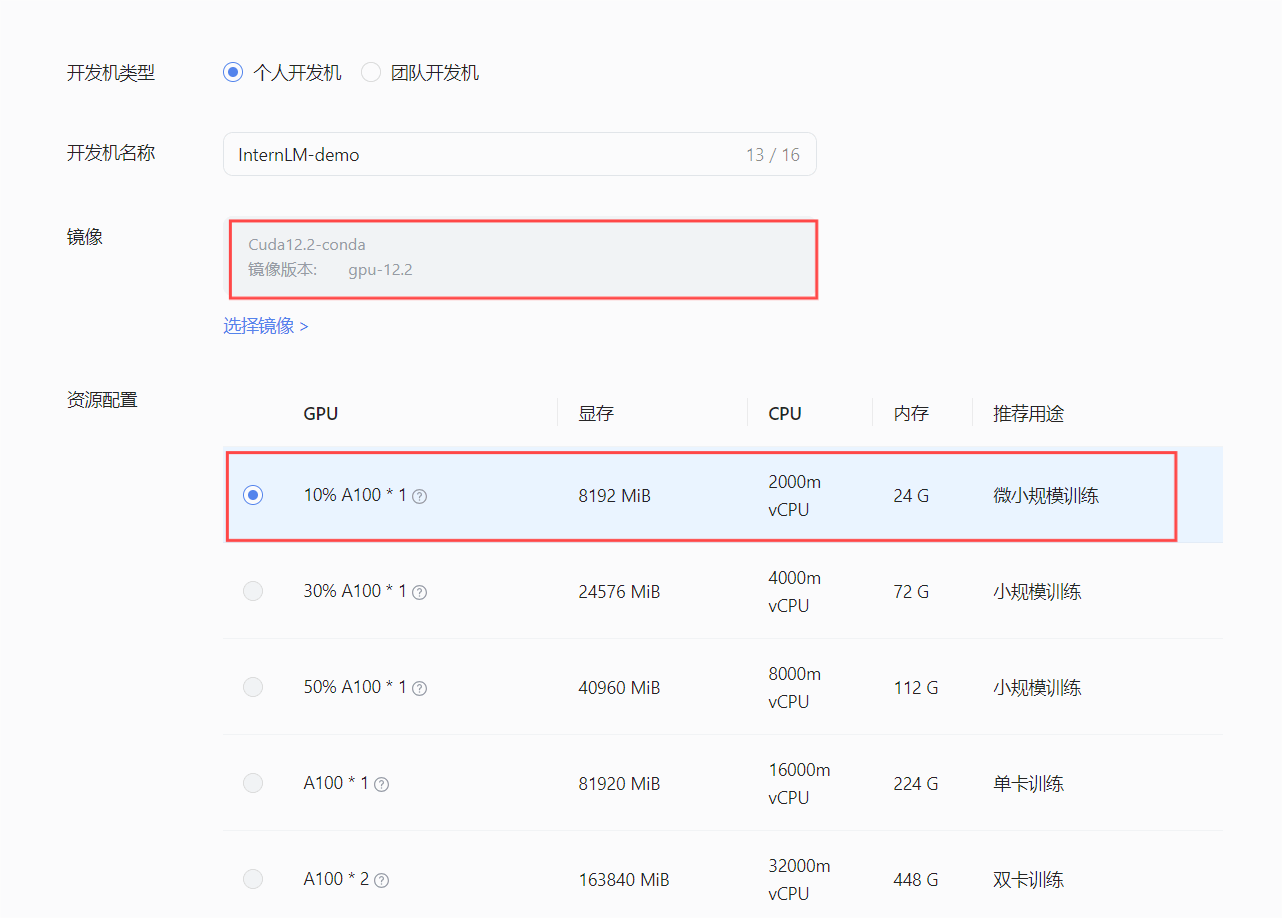 开发机类型 个人开发机 团队开发机
开发机名称 InternLM-demo 13 / 16
镜像 Cuda12.2-conda
镜像版本: gpu-12.2
选择镜像 >
资源配置
GPU 显存 CPU 内存 推荐用途
10% A100 * 1 ? 8192 MiB 2000m vCPU 24 G 微小规模训练
30% A100 * 1 ? 24576 MiB 4000m vCPU 72 G 小规模训练
50% A100 * 1 ? 40960 MiB 8000m vCPU 112 G 小规模训练
A100 * 1 ? 81920 MiB 16000m vCPU 224 G 单卡训练
A100 * 2 ? 163840 MiB 32000m vCPU 448 G 双卡训练